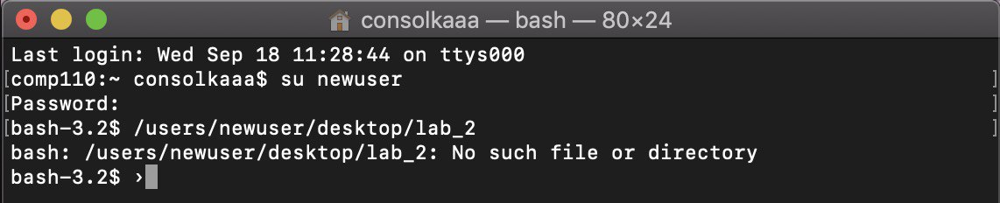 consolkaaa — bash — 80×24
Last login: Wed Sep 18 11:28:44 on ttys000
[comp110:~ consolkaaa$ su newuser ]
[Password: ]
[bash-3.2$ /users/newuser/desktop/lab_2 ]
bash: /users/newuser/desktop/lab_2: No such file or directory
bash-3.2$ ›